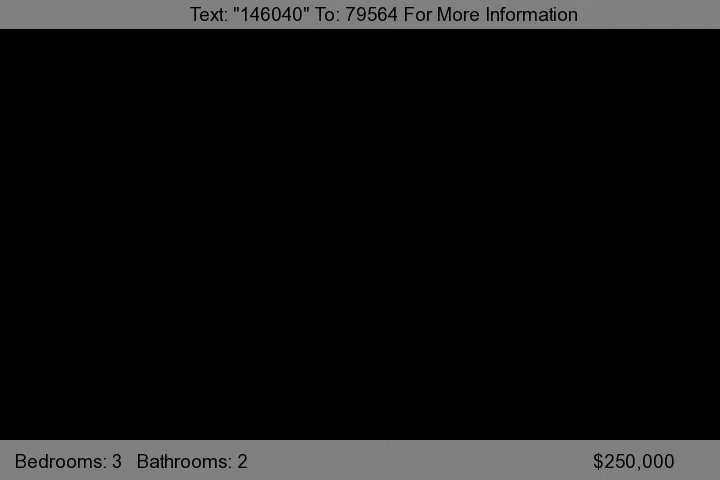 Text: "146040" To: 79564 For More Information
Bedrooms: 3 Bathrooms: 2 $250,000